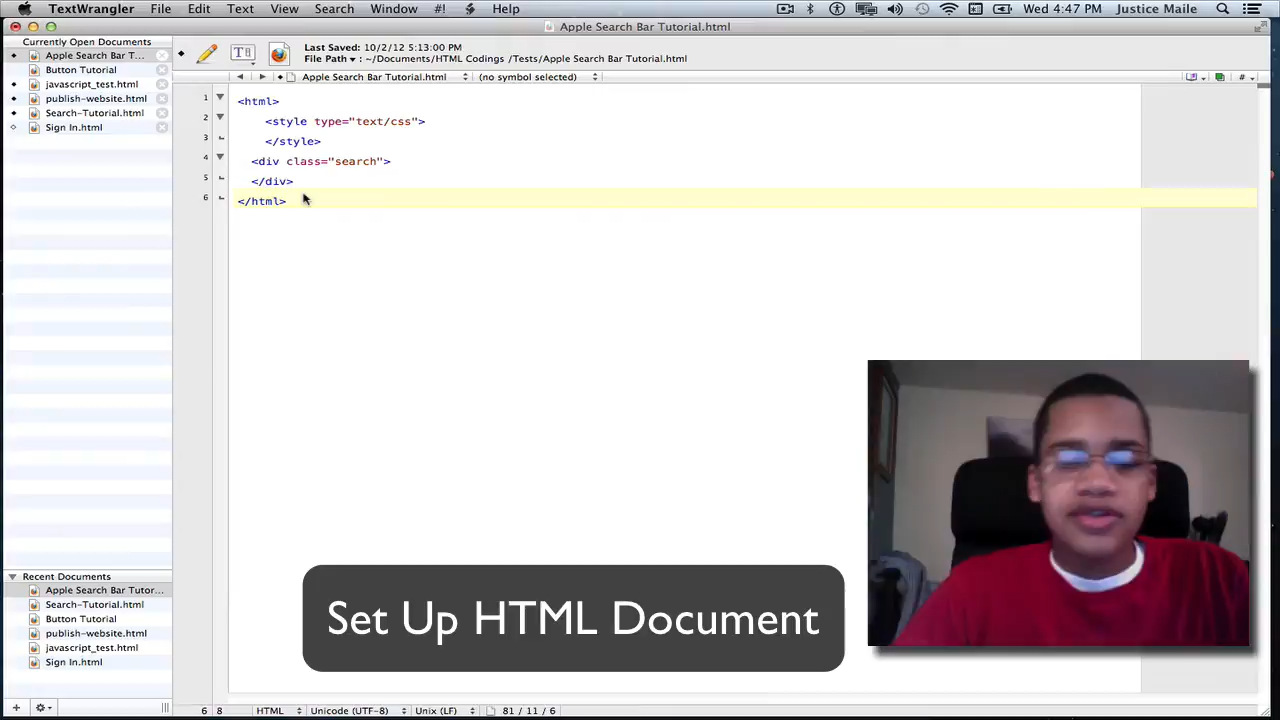 TextWrangler File Edit Text View Search Window #! Help Wed 4:47 PM Justice Maile
Apple Search Bar Tutorial.html
Currently Open Documents
Apple Search Bar T...
Button Tutorial
javascript_test.html
publish-website.html
Search-Tutorial.html
Sign In.html
Last Saved: 10/2/12 5:13:00 PM
File Path ▾ : ~/Documents/HTML Codings /Tests/Apple Search Bar Tutorial.html
Apple Search Bar Tutorial.html (no symbol selected)
1 <html>
2 <style type="text/css">
3 </style>
4 <div class="search">
5 </div>
6 </html>
Set Up HTML Document
Recent Documents
Apple Search Bar Tutor...
Search-Tutorial.html
Button Tutorial
publish-website.html
javascript_test.html
Sign In.html
6 8 HTML Unicode (UTF-8) Unix (LF) 81 / 11 / 6